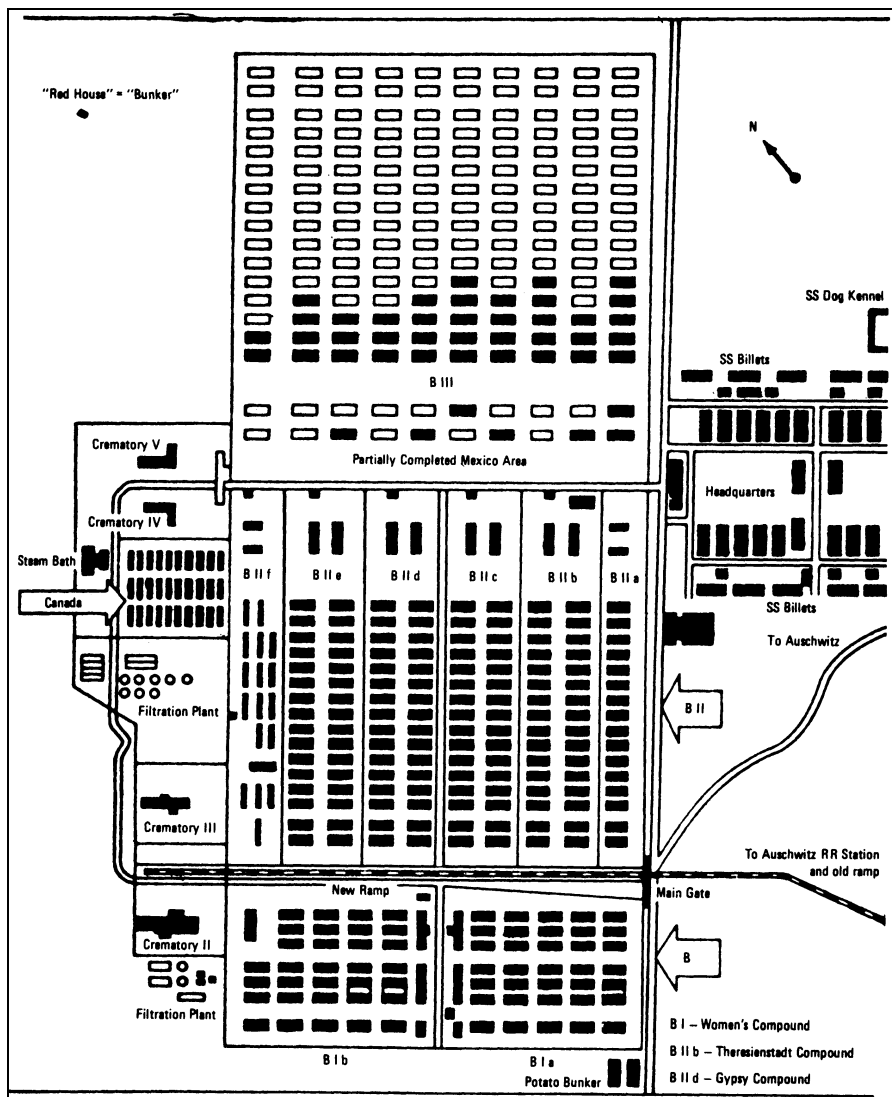 "Red House" = "Bunker"
N
SS Dog Kennel
SS Billets
B III
Crematory V
Partially Completed Mexico Area
Headquarters
Crematory IV
Steam Bath
B II f
B II e
B II d
B II c
B II b
B II a
Canada
SS Billets
To Auschwitz
B II
Filtration Plant
Crematory III
To Auschwitz RR Station
and old ramp
New Ramp
Main Gate
Crematory II
B
Filtration Plant
B I – Women's Compound
B II b – Theresienstadt Compound
B I b
B I a
Potato Bunker
B II d – Gypsy Compound